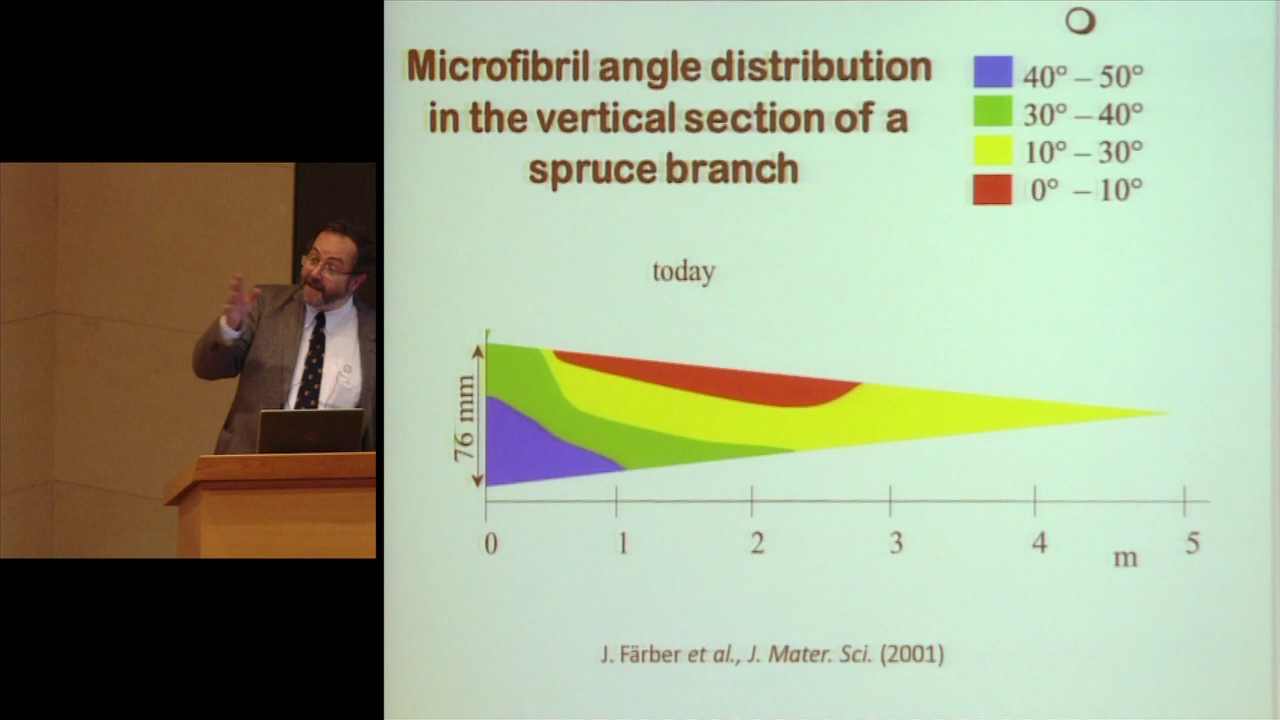 Microfibril angle distribution
in the vertical section of a
spruce branch
40° – 50°
30° – 40°
10° – 30°
0° – 10°
today
76 mm
0 1 2 3 4 m 5
J. Färber et al., J. Mater. Sci. (2001)